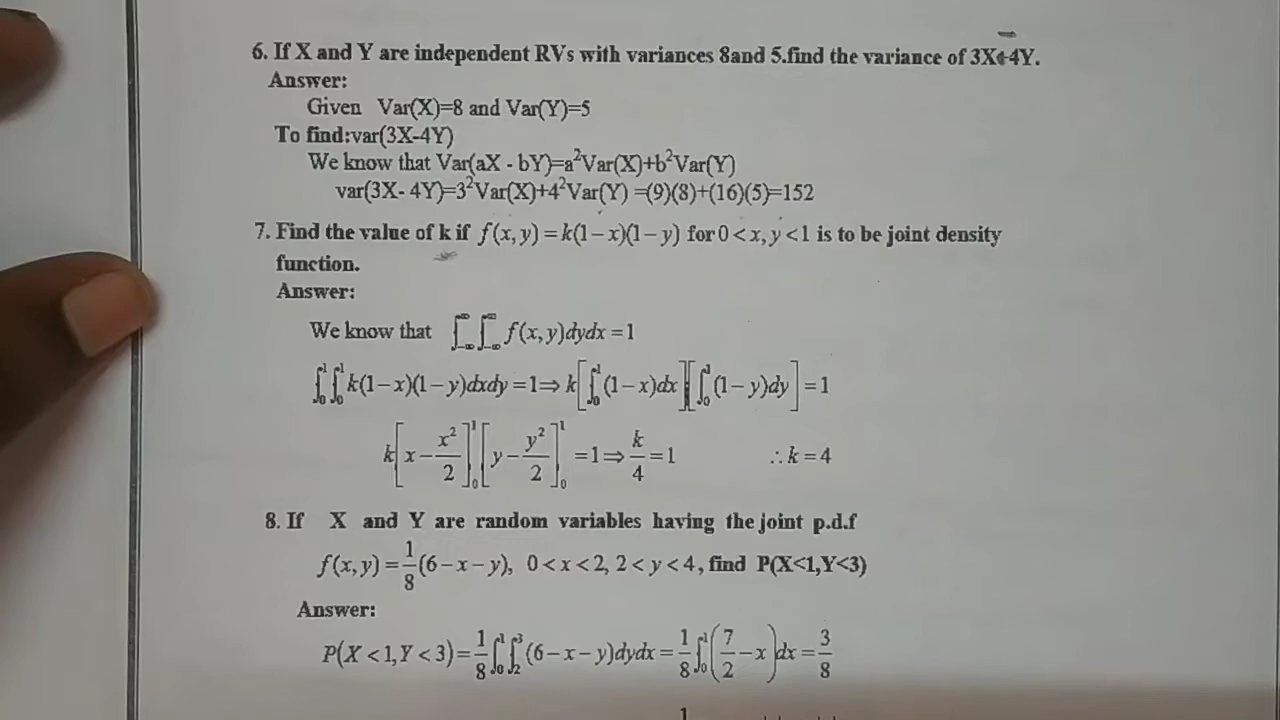 6. If X and Y are independent RVs with variances 8and 5.find the variance of 3X+4Y.
Answer:
Given Var(X)=8 and Var(Y)=5
To find:var(3X-4Y)
We know that Var(aX - bY)=a²Var(X)+b²Var(Y)
var(3X- 4Y)=3²Var(X)+4²Var(Y) =(9)(8)+(16)(5)=152
7. Find the value of k if f(x,y)=k(1-x)(1-y) for 0<x,y<1 is to be joint density
function.
Answer:
We know that ∫_{-∞}^{∞}∫_{-∞}^{∞} f(x,y)dydx=1
∫_0^1∫_0^1 k(1-x)(1-y)dxdy=1⇒k[∫_0^1(1-x)dx][∫_0^1(1-y)dy]=1
k[x-x²/2]_0^1[y-y²/2]_0^1=1⇒k/4=1 ∴k=4
8. If X and Y are random variables having the joint p.d.f
f(x,y)=1/8(6-x-y), 0<x<2, 2<y<4, find P(X<1,Y<3)
Answer:
P(X<1,Y<3)=1/8∫_0^1∫_2^3(6-x-y)dydx=1/8∫_0^1(7/2-x)dx=3/8